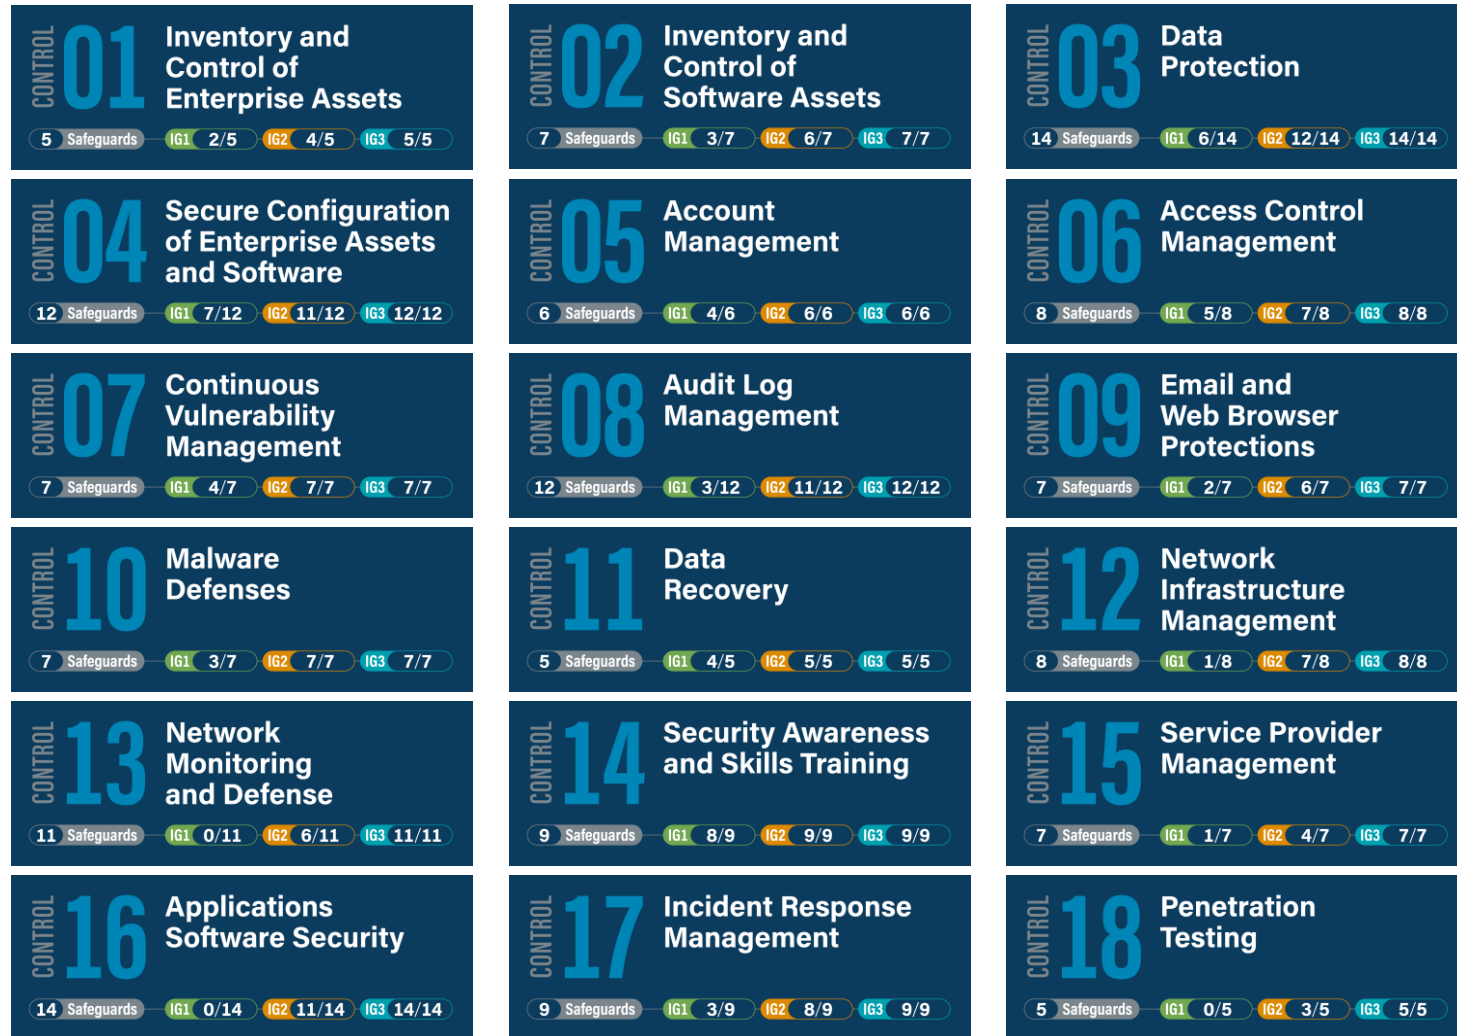 CONTROL 01
Inventory and
Control of
Enterprise Assets
5 Safeguards IG1 2/5 IG2 4/5 IG3 5/5
CONTROL 02
Inventory and
Control of
Software Assets
7 Safeguards IG1 3/7 IG2 6/7 IG3 7/7
CONTROL 03
Data
Protection
14 Safeguards IG1 6/14 IG2 12/14 IG3 14/14
CONTROL 04
Secure Configuration
of Enterprise Assets
and Software
12 Safeguards IG1 7/12 IG2 11/12 IG3 12/12
CONTROL 05
Account
Management
6 Safeguards IG1 4/6 IG2 6/6 IG3 6/6
CONTROL 06
Access Control
Management
8 Safeguards IG1 5/8 IG2 7/8 IG3 8/8
CONTROL 07
Continuous
Vulnerability
Management
7 Safeguards IG1 4/7 IG2 7/7 IG3 7/7
CONTROL 08
Audit Log
Management
12 Safeguards IG1 3/12 IG2 11/12 IG3 12/12
CONTROL 09
Email and
Web Browser
Protections
7 Safeguards IG1 2/7 IG2 6/7 IG3 7/7
CONTROL 10
Malware
Defenses
7 Safeguards IG1 3/7 IG2 7/7 IG3 7/7
CONTROL 11
Data
Recovery
5 Safeguards IG1 4/5 IG2 5/5 IG3 5/5
CONTROL 12
Network
Infrastructure
Management
8 Safeguards IG1 1/8 IG2 7/8 IG3 8/8
CONTROL 13
Network
Monitoring
and Defense
11 Safeguards IG1 0/11 IG2 6/11 IG3 11/11
CONTROL 14
Security Awareness
and Skills Training
9 Safeguards IG1 8/9 IG2 9/9 IG3 9/9
CONTROL 15
Service Provider
Management
7 Safeguards IG1 1/7 IG2 4/7 IG3 7/7
CONTROL 16
Applications
Software Security
14 Safeguards IG1 0/14 IG2 11/14 IG3 14/14
CONTROL 17
Incident Response
Management
9 Safeguards IG1 3/9 IG2 8/9 IG3 9/9
CONTROL 18
Penetration
Testing
5 Safeguards IG1 0/5 IG2 3/5 IG3 5/5